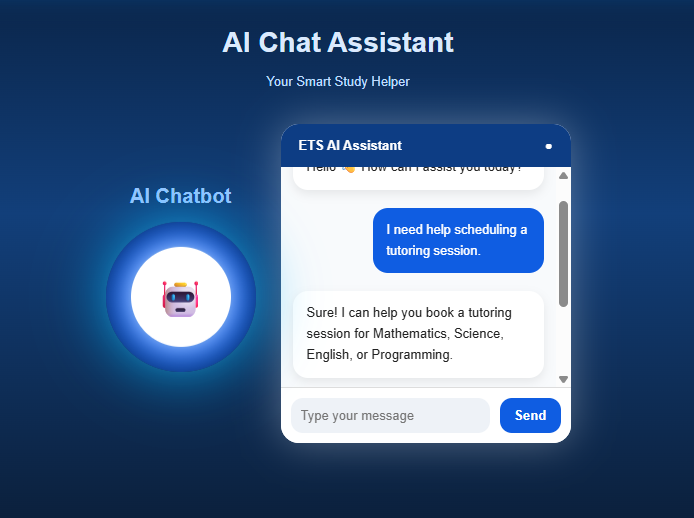 AI Chat Assistant
Your Smart Study Helper
AI Chatbot
ETS AI Assistant
Hello 👋 How can I assist you today?
I need help scheduling a
tutoring session.
Sure! I can help you book a tutoring
session for Mathematics, Science,
English, or Programming.
Type your message
Send